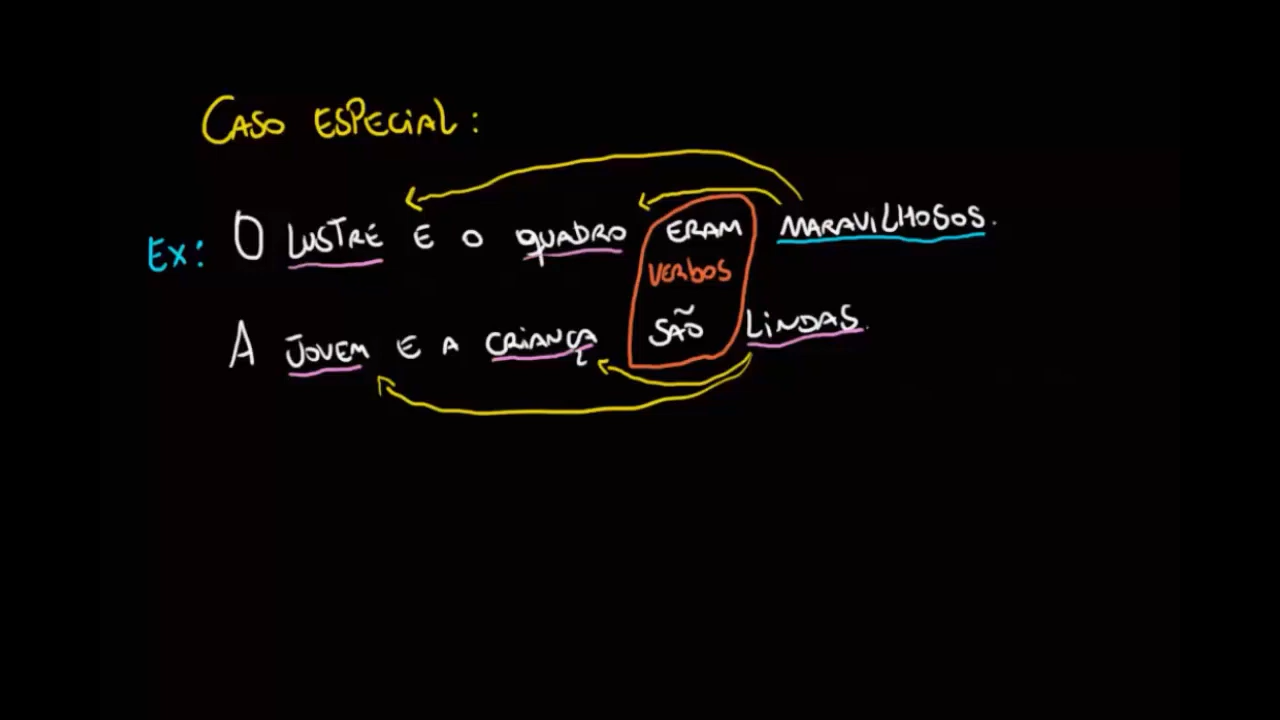 CASO ESPECIAL:
Ex: O LUSTRE E O QUADRO ERAM MARAVILHOSOS.
VERBOS
A JOVEM E A CRIANÇA SÃO LINDAS.